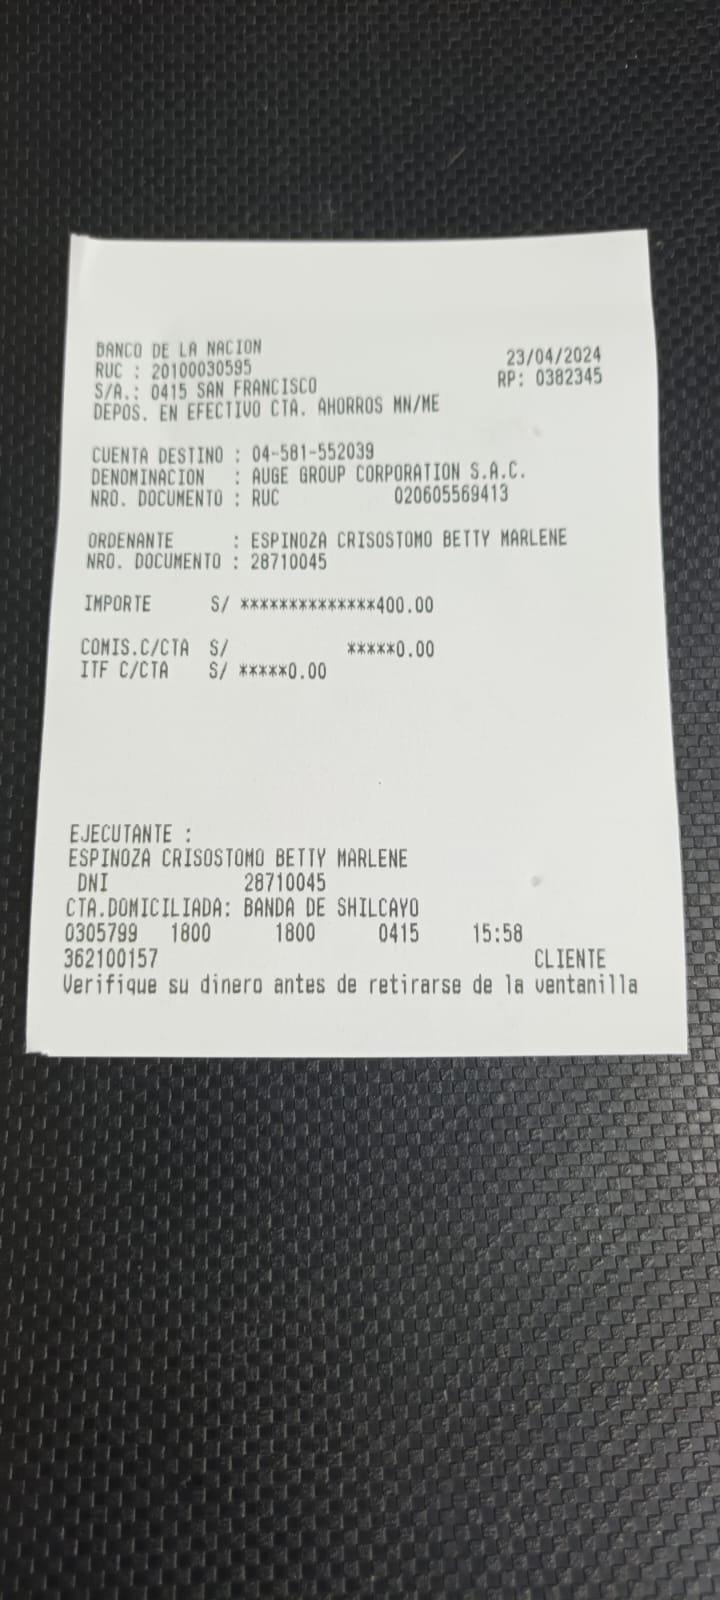 BANCO DE LA NACION
RUC : 20100030595 23/04/2024
S/A.: 0415 SAN FRANCISCO RP: 0382345
DEPOS. EN EFECTIVO CTA. AHORROS MN/ME
CUENTA DESTINO : 04-581-552039
DENOMINACION : AUGE GROUP CORPORATION S.A.C.
NRO. DOCUMENTO : RUC 020605569413
ORDENANTE : ESPINOZA CRISOSTOMO BETTY MARLENE
NRO. DOCUMENTO : 28710045
IMPORTE S/ **************400.00
COMIS.C/CTA S/ *****0.00
ITF C/CTA S/ *****0.00
EJECUTANTE :
ESPINOZA CRISOSTOMO BETTY MARLENE
DNI 28710045
CTA.DOMICILIADA: BANDA DE SHILCAYO
0305799 1800 1800 0415 15:58
362100157 CLIENTE
Verifique su dinero antes de retirarse de la ventanilla